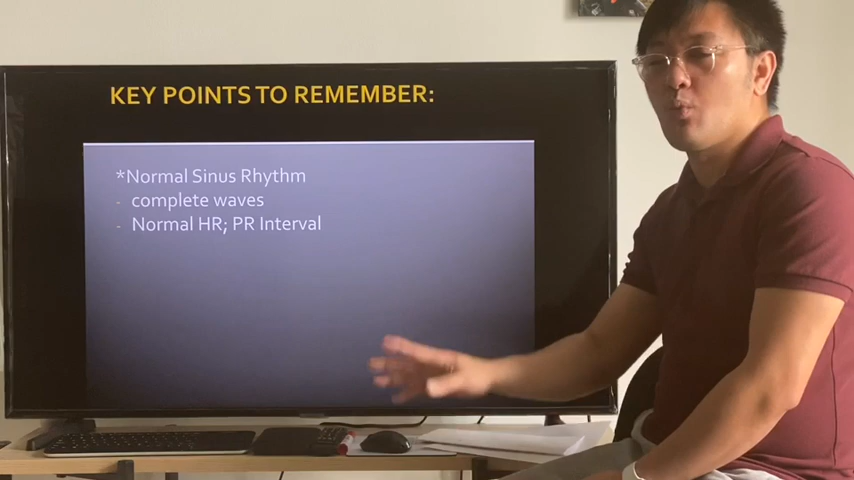 KEY POINTS TO REMEMBER:
*Normal Sinus Rhythm
- complete waves
- Normal HR; PR Interval